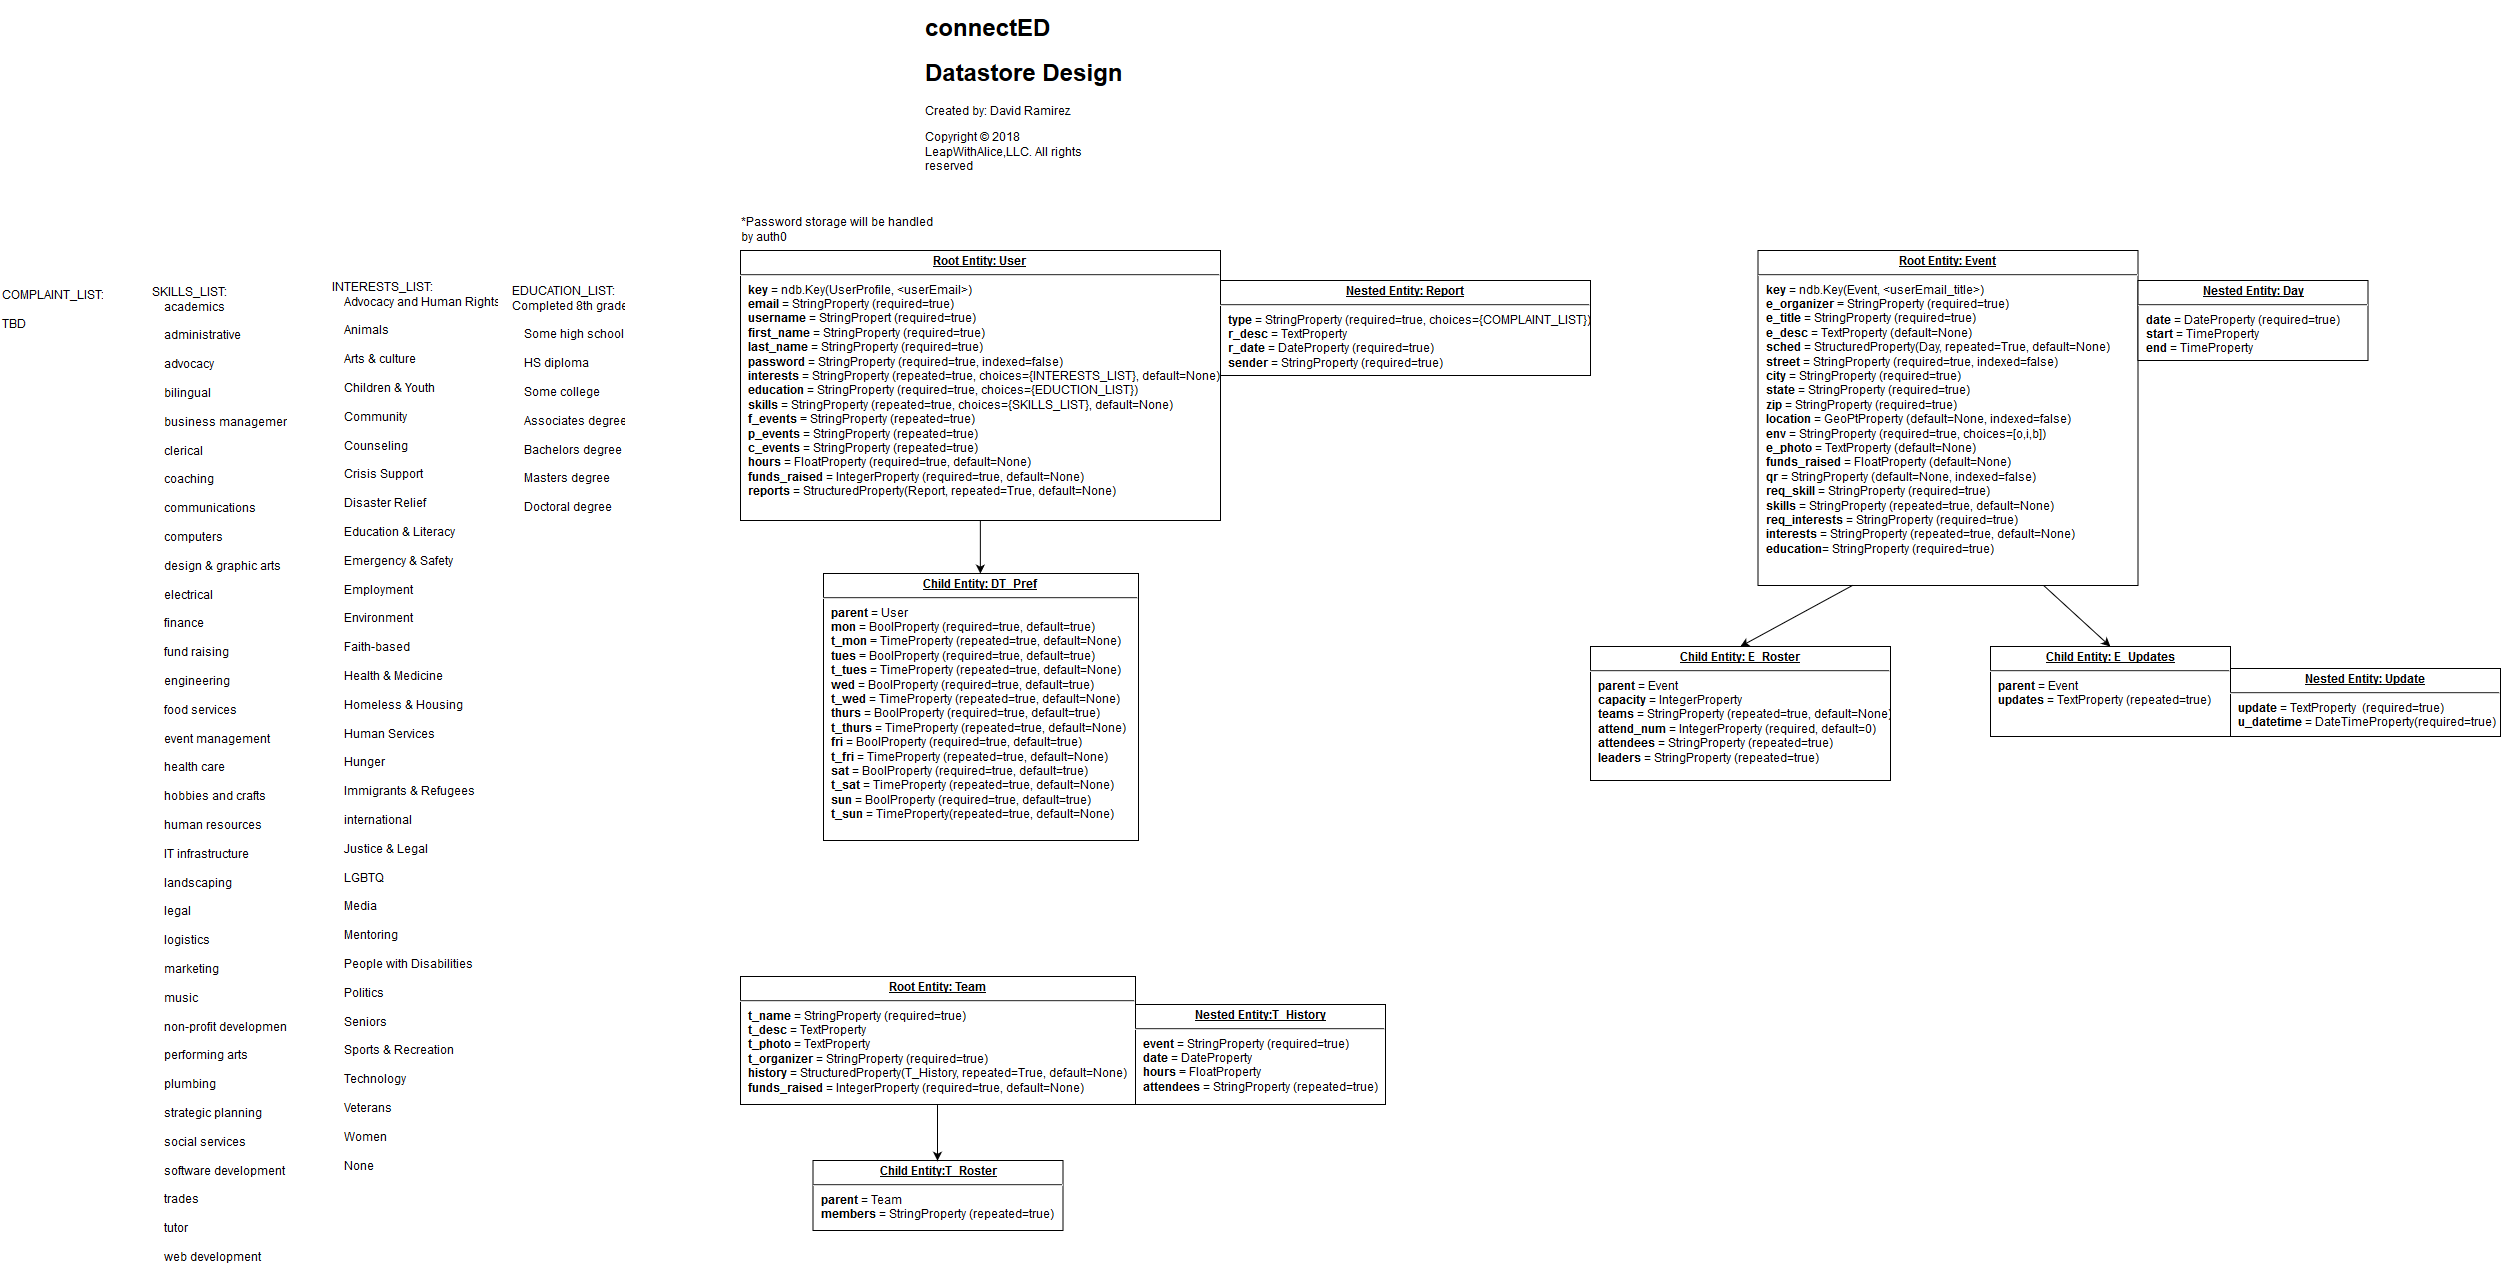 connectED
Datastore Design
Created by: David Ramirez
Copyright © 2018
LeapWithAlice,LLC. All rights
reserved
COMPLAINT_LIST:
TBD
SKILLS_LIST:
academics
administrative
advocacy
bilingual
business managemer
clerical
coaching
communications
computers
design & graphic arts
electrical
finance
fund raising
engineering
food services
event management
health care
hobbies and crafts
human resources
IT infrastructure
landscaping
legal
logistics
marketing
music
non-profit developmen
performing arts
plumbing
strategic planning
social services
software development
trades
tutor
web development
INTERESTS_LIST:
Advocacy and Human Rights
Animals
Arts & culture
Children & Youth
Community
Counseling
Crisis Support
Disaster Relief
Education & Literacy
Emergency & Safety
Employment
Environment
Faith-based
Health & Medicine
Homeless & Housing
Human Services
Hunger
Immigrants & Refugees
international
Justice & Legal
LGBTQ
Media
Mentoring
People with Disabilities
Politics
Seniors
Sports & Recreation
Technology
Veterans
Women
None
EDUCATION_LIST:
Completed 8th grade
Some high school
HS diploma
Some college
Associates degree
Bachelors degree
Masters degree
Doctoral degree
*Password storage will be handled
by auth0
Root Entity: User
key = ndb.Key(UserProfile, <userEmail>)
email = StringProperty (required=true)
username = StringPropert (required=true)
first_name = StringProperty (required=true)
last_name = StringProperty (required=true)
password = StringProperty (required=true, indexed=false)
interests = StringProperty (repeated=true, choices={INTERESTS_LIST}, default=None)
education = StringProperty (required=true, choices={EDUCTION_LIST})
skills = StringProperty (repeated=true, choices={SKILLS_LIST}, default=None)
f_events = StringProperty (repeated=true)
p_events = StringProperty (repeated=true)
c_events = StringProperty (repeated=true)
hours = FloatProperty (required=true, default=None)
funds_raised = IntegerProperty (required=true, default=None)
reports = StructuredProperty(Report, repeated=True, default=None)
Nested Entity: Report
type = StringProperty (required=true, choices={COMPLAINT_LIST})
r_desc = TextProperty
r_date = DateProperty (required=true)
sender = StringProperty (required=true)
Child Entity: DT_Pref
parent = User
mon = BoolProperty (required=true, default=true)
t_mon = TimeProperty (repeated=true, default=None)
tues = BoolProperty (required=true, default=true)
t_tues = TimeProperty (repeated=true, default=None)
wed = BoolProperty (required=true, default=true)
t_wed = TimeProperty (repeated=true, default=None)
thurs = BoolProperty (required=true, default=true)
t_thurs = TimeProperty (repeated=true, default=None)
fri = BoolProperty (required=true, default=true)
t_fri = TimeProperty (repeated=true, default=None)
sat = BoolProperty (required=true, default=true)
t_sat = TimeProperty (repeated=true, default=None)
sun = BoolProperty (required=true, default=true)
t_sun = TimeProperty(repeated=true, default=None)
Root Entity: Event
key = ndb.Key(Event, <userEmail_title>)
e_organizer = StringProperty (required=true)
e_title = StringProperty (required=true)
e_desc = TextProperty (default=None)
sched = StructuredProperty(Day, repeated=True, default=None)
street = StringProperty (required=true, indexed=false)
city = StringProperty (required=true)
state = StringProperty (required=true)
zip = StringProperty (required=true)
location = GeoPtProperty (default=None, indexed=false)
env = StringProperty (required=true, choices=[o,i,b])
e_photo = TextProperty (default=None)
funds_raised = FloatProperty (default=None)
qr = StringProperty (default=None, indexed=false)
req_skill = StringProperty (required=true)
skills = StringProperty (repeated=true, default=None)
req_interests = StringProperty (required=true)
interests = StringProperty (repeated=true, default=None)
education= StringProperty (required=true)
Nested Entity: Day
date = DateProperty (required=true)
start = TimeProperty
end = TimeProperty
Child Entity: E_Roster
parent = Event
capacity = IntegerProperty
teams = StringProperty (repeated=true, default=None)
attend_num = IntegerProperty (required, default=0)
attendees = StringProperty (repeated=true)
leaders = StringProperty (repeated=true)
Child Entity: E_Updates
parent = Event
updates = TextProperty (repeated=true)
Nested Entity: Update
update = TextProperty (required=true)
u_datetime = DateTimeProperty(required=true)
Root Entity: Team
t_name = StringProperty (required=true)
t_desc = TextProperty
t_photo = TextProperty
t_organizer = StringProperty (required=true)
history = StructuredProperty(T_History, repeated=True, default=None)
funds_raised = IntegerProperty (required=true, default=None)
Nested Entity:T_History
event = StringProperty (required=true)
date = DateProperty
hours = FloatProperty
attendees = StringProperty (repeated=true)
Child Entity:T_Roster
parent = Team
members = StringProperty (repeated=true)